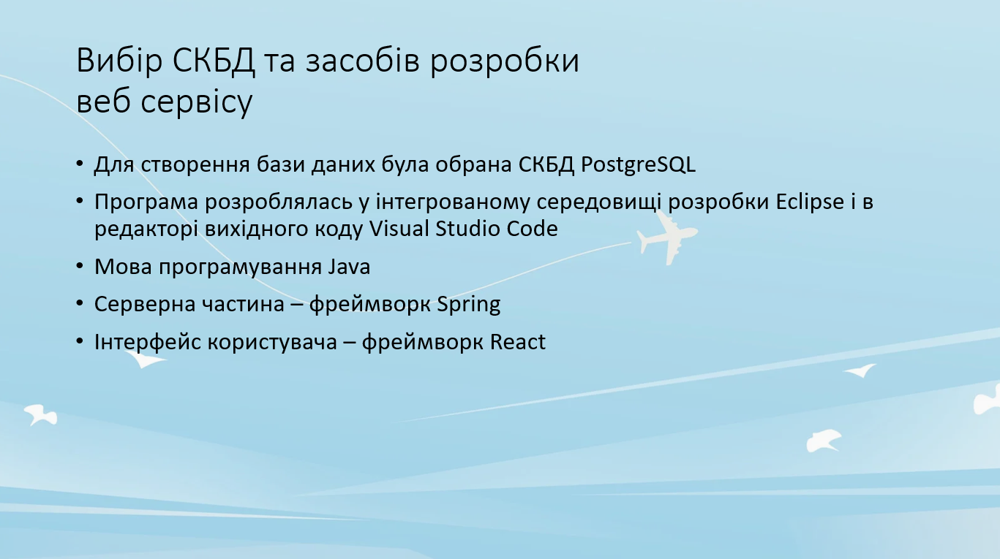 Вибір СКБД та засобів розробки
веб сервісу
• Для створення бази даних була обрана СКБД PostgreSQL
• Програма розроблялась у інтегрованому середовищі розробки Eclipse і в
редакторі вихідного коду Visual Studio Code
• Мова програмування Java
• Серверна частина – фреймворк Spring
• Інтерфейс користувача – фреймворк React